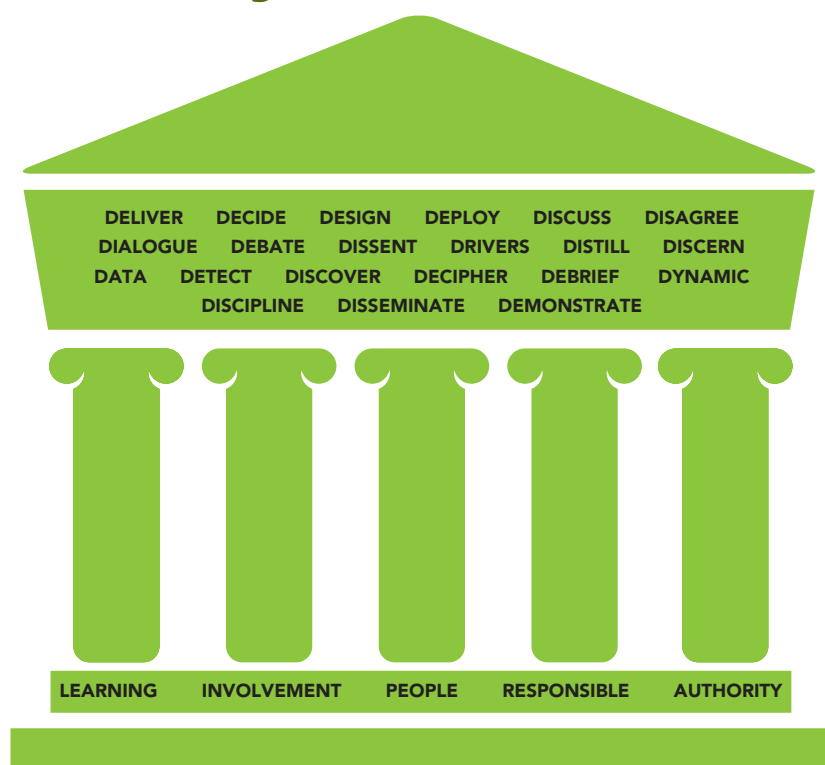 DELIVER DECIDE DESIGN DEPLOY DISCUSS DISAGREE
DIALOGUE DEBATE DISSENT DRIVERS DISTILL DISCERN
DATA DETECT DISCOVER DECIPHER DEBRIEF DYNAMIC
DISCIPLINE DISSEMINATE DEMONSTRATE
LEARNING INVOLVEMENT PEOPLE RESPONSIBLE AUTHORITY